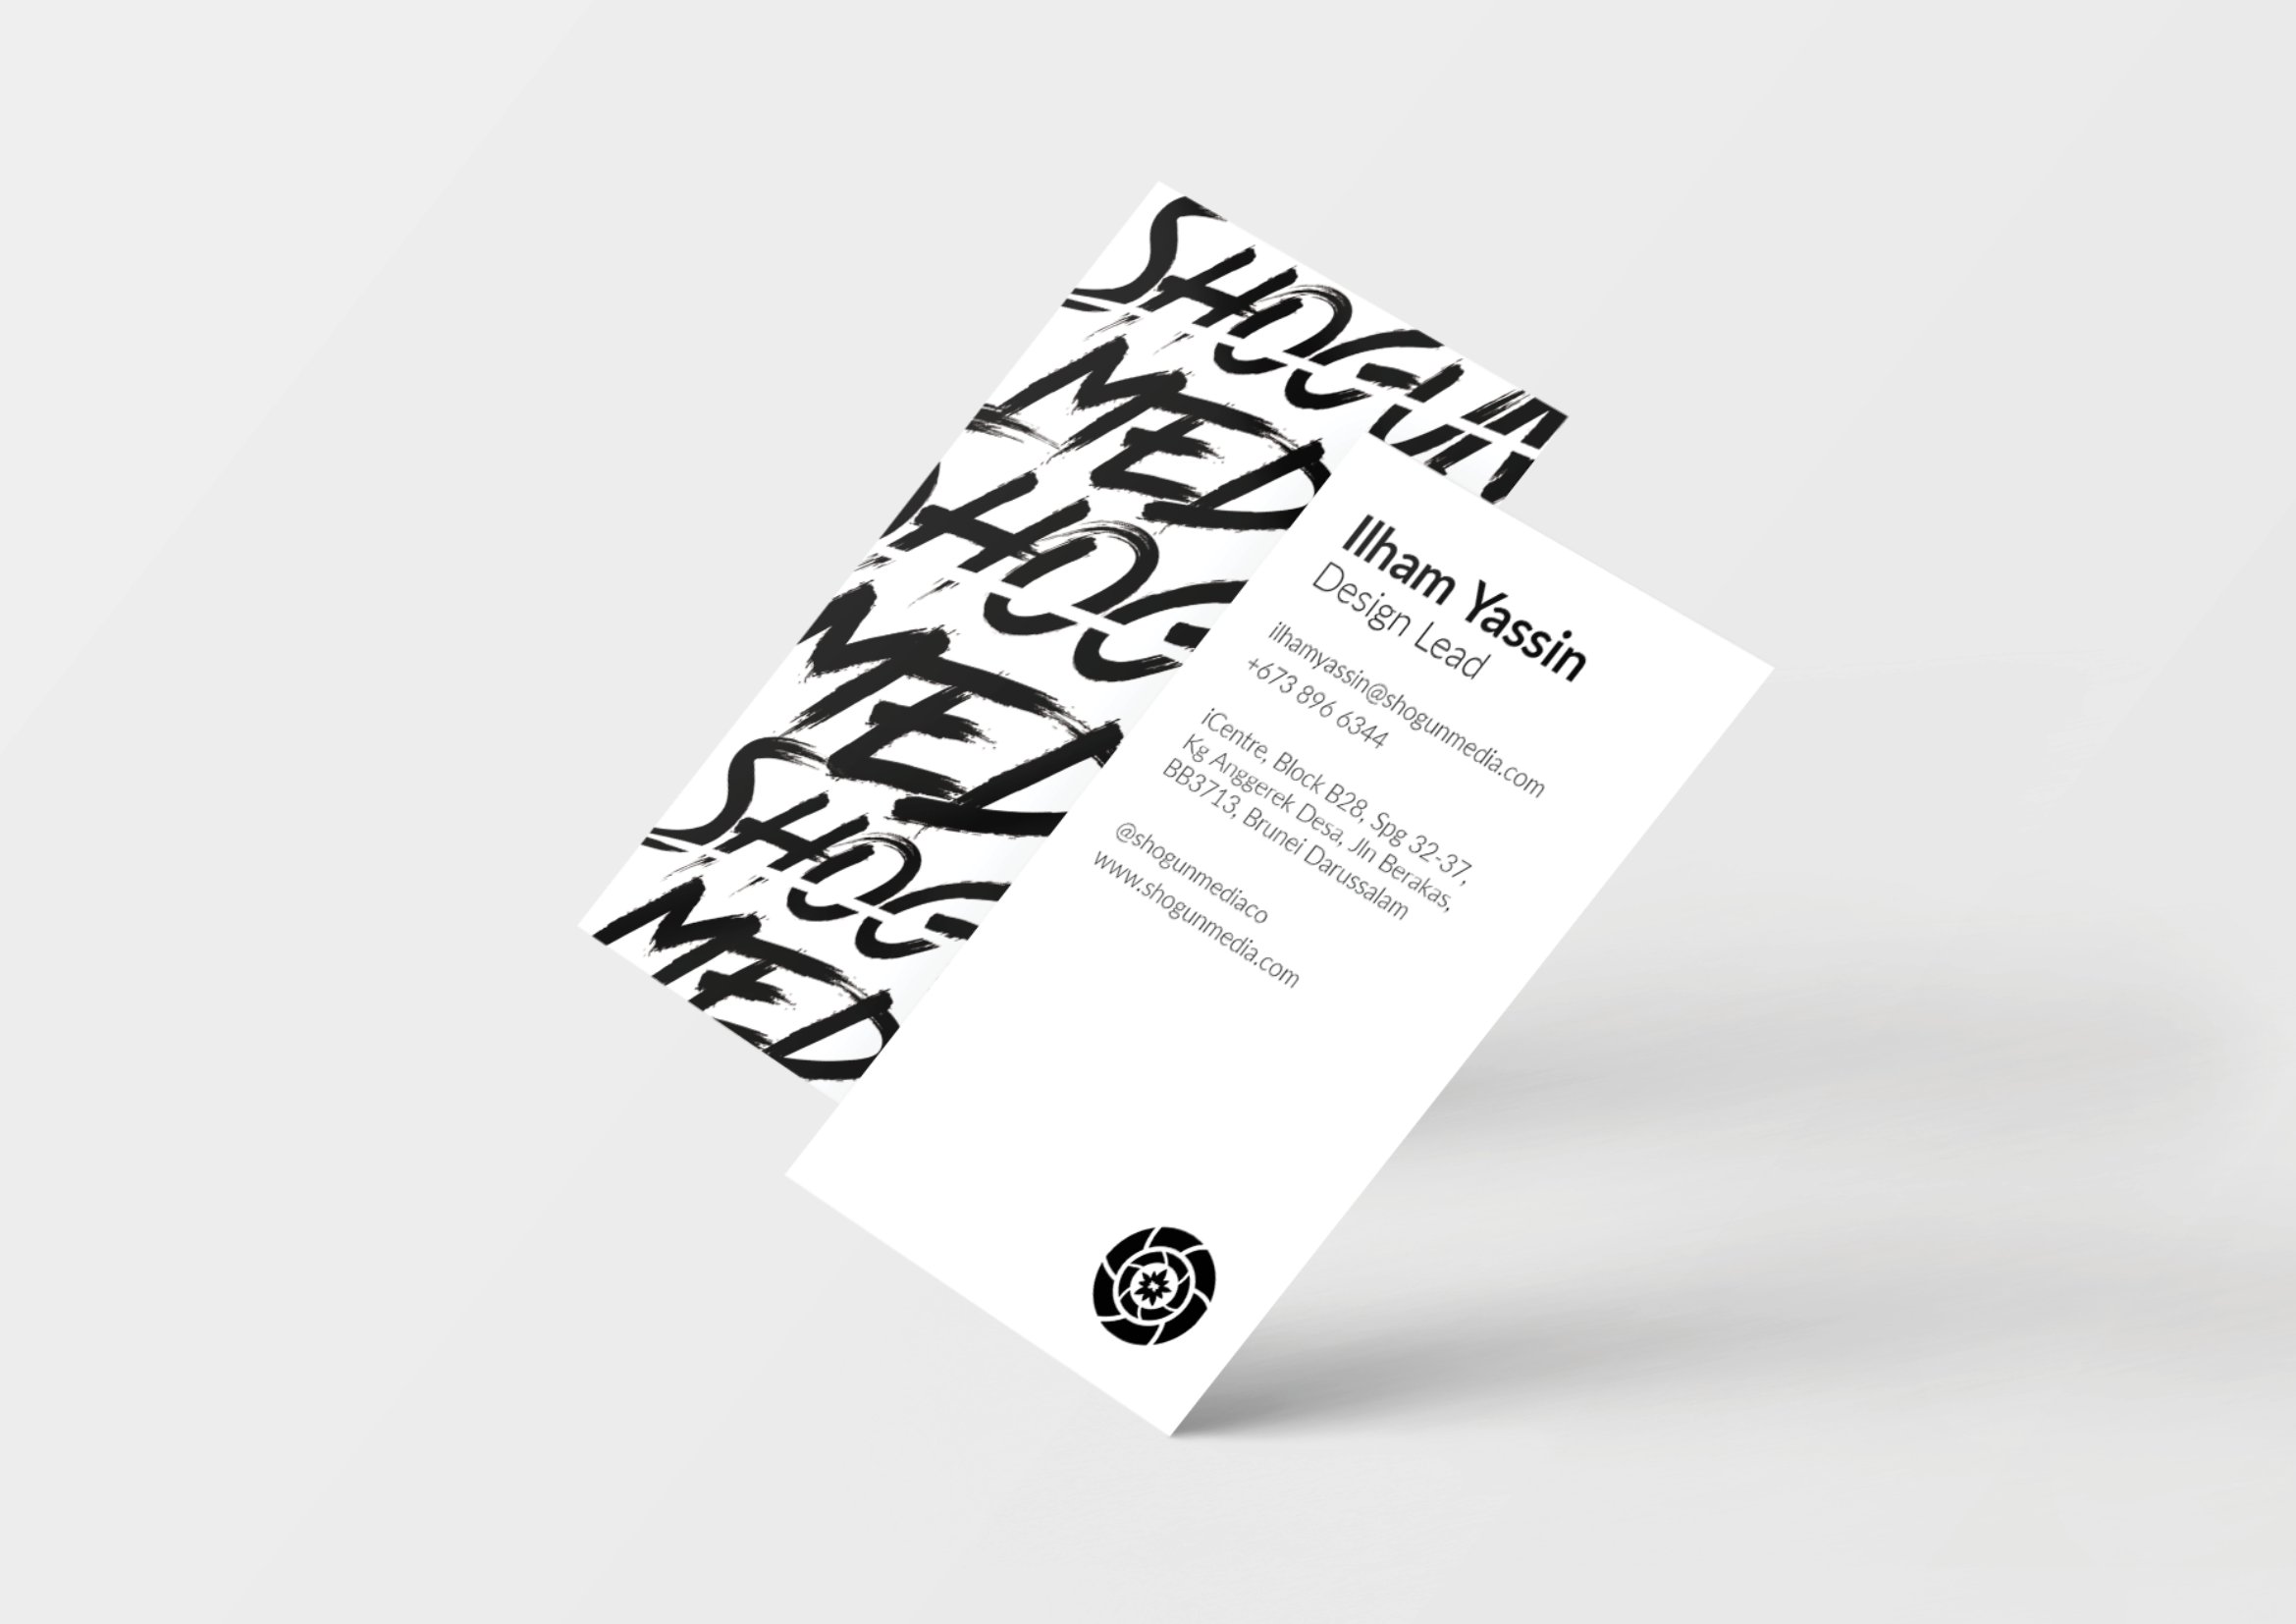 SHOGUN
MED
SHOG
MED
SHOG
MED
Illham Yassin
Design Lead
ilhamyassin@shogunmedia.com
+673 896 6344
iCentre, Block B28, Spg 32-37,
Kg Anggerek Desa, Jln Berakas,
BB3713, Brunei Darussalam
@shogunmediaco
www.shogunmedia.com